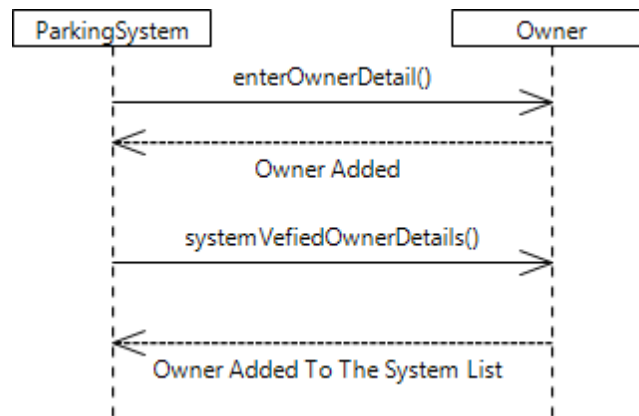 ParkingSystem
Owner
enterOwnerDetail()
Owner Added
systemVefiedOwnerDetails()
Owner Added To The System List